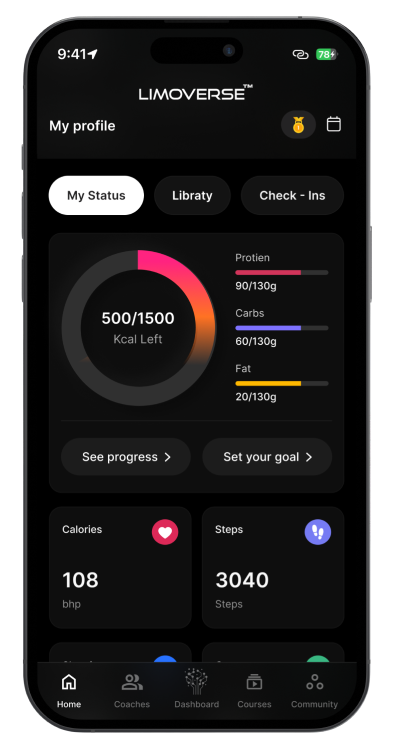 9:41
78
LIMOVERSE™
My profile
My Status
Libraty
Check - Ins
500/1500
Kcal Left
Protien
90/130g
Carbs
60/130g
Fat
20/130g
See progress
Set your goal
Calories
108
bhp
Steps
3040
Steps
Home
Coaches
Dashboard
Courses
Community